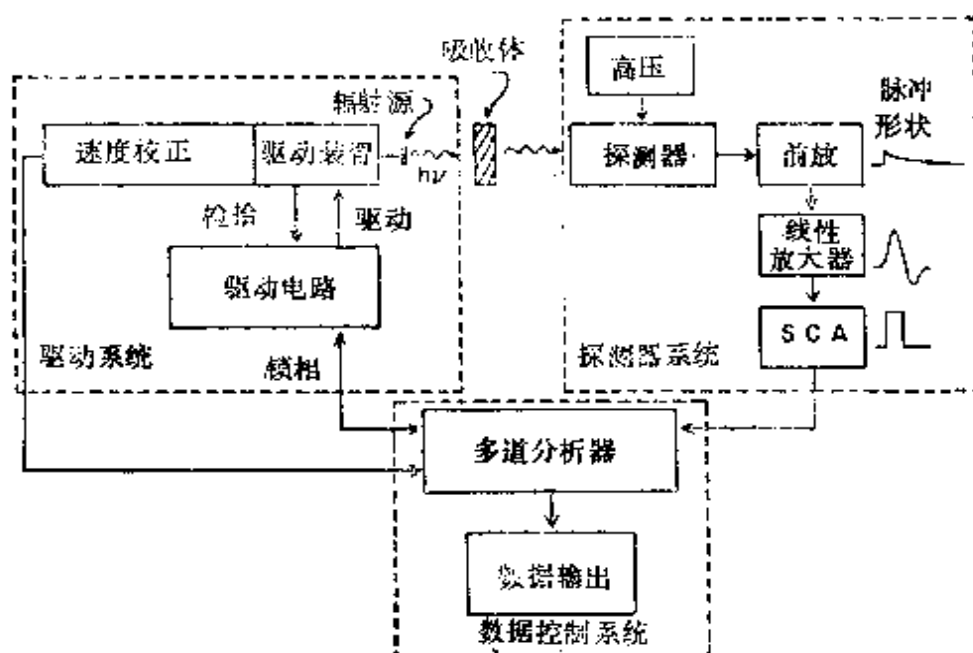 吸收体
高压
辐射源
脉冲
形状
速度校正
驱动装置
hν
探测器
前放
检拾
驱动
线性
放大器
驱动电路
SCA
驱动系统
锁相
探测器系统
多道分析器
数据输出
数据控制系统